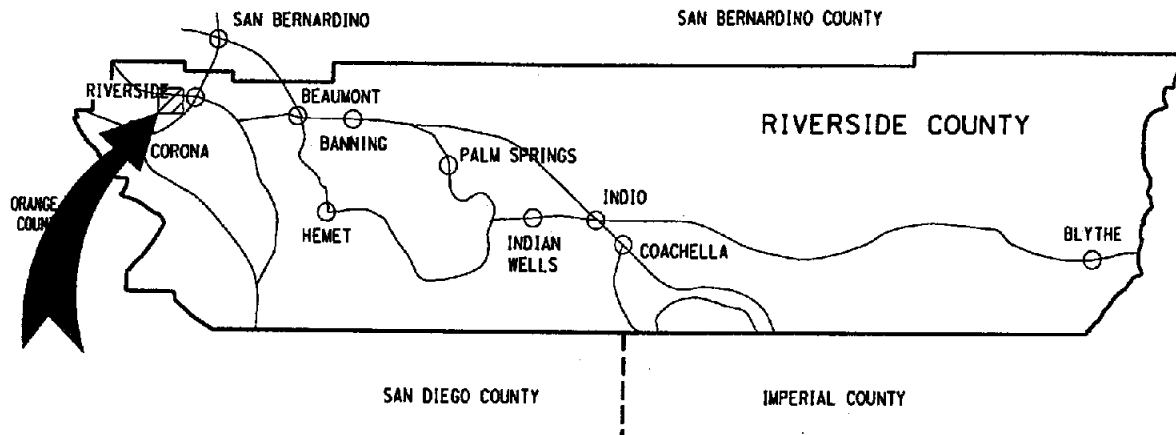 SAN BERNARDINO
SAN BERNARDINO COUNTY
RIVERSIDE
BEAUMONT
RIVERSIDE COUNTY
BANNING
CORONA
PALM SPRINGS
ORANGE
COUN
INDIO
HEMET
INDIAN
WELLS
COACHELLA
BLYTHE
SAN DIEGO COUNTY
IMPERIAL COUNTY